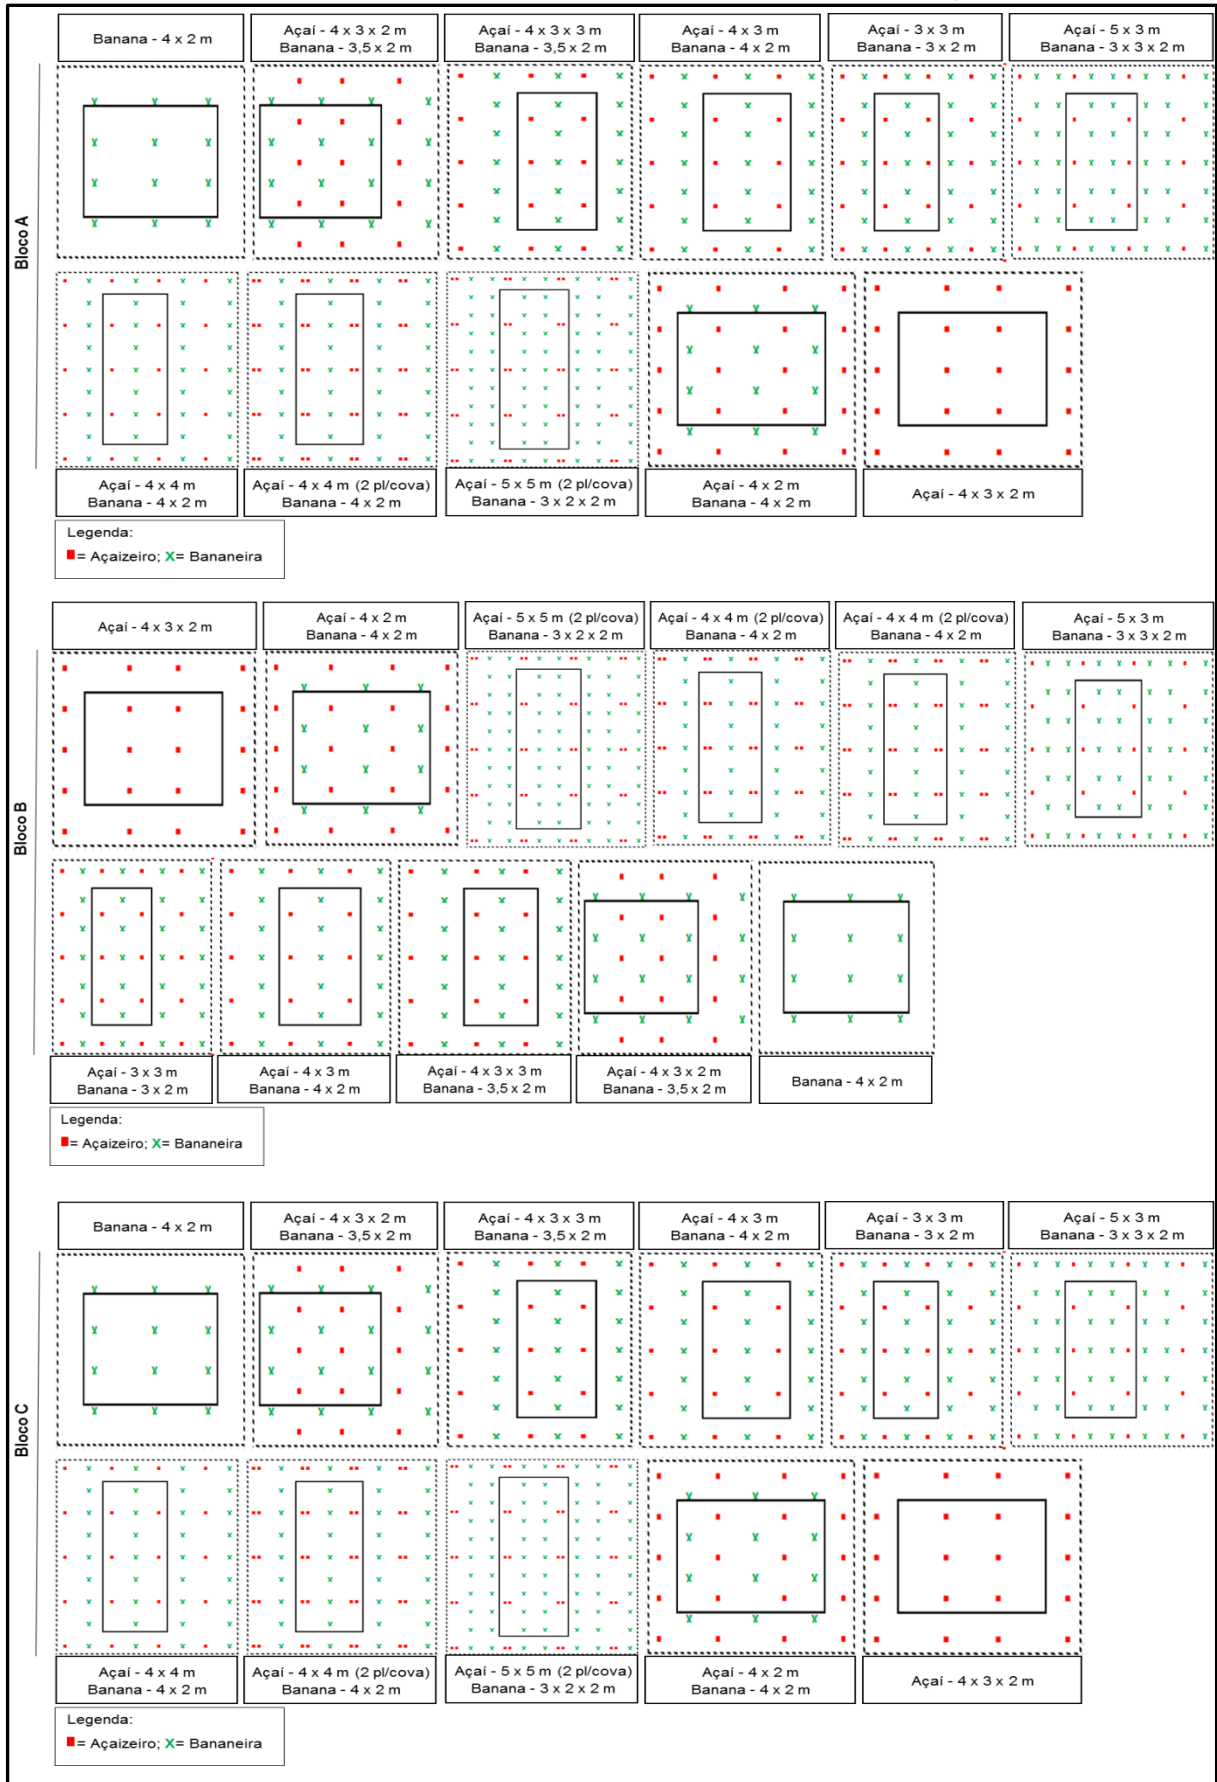 Banana - 4 x 2 m
Açaí - 4 x 3 x 2 m
Banana - 3,5 x 2 m
Açaí - 4 x 3 x 3 m
Banana - 3,5 x 2 m
Açaí - 4 x 3 m
Banana - 4 x 2 m
Açaí - 3 x 3 m
Banana - 3 x 2 m
Açaí - 5 x 3 m
Banana - 3 x 3 x 2 m
Bloco A
Açaí - 4 x 4 m
Banana - 4 x 2 m
Açaí - 4 x 4 m (2 pl/cova)
Banana - 4 x 2 m
Açaí - 5 x 5 m (2 pl/cova)
Banana - 3 x 2 x 2 m
Açaí - 4 x 2 m
Banana - 4 x 2 m
Açaí - 4 x 3 x 2 m
Legenda:
= Açaizeiro; X= Bananeira
Açaí - 4 x 3 x 2 m
Açaí - 4 x 2 m
Banana - 4 x 2 m
Açaí - 5 x 5 m (2 pl/cova)
Banana - 3 x 2 x 2 m
Açaí - 4 x 4 m (2 pl/cova)
Banana - 4 x 2 m
Açaí - 4 x 4 m (2 pl/cova)
Banana - 4 x 2 m
Açaí - 5 x 3 m
Banana - 3 x 3 x 2 m
Bloco B
Açaí - 3 x 3 m
Banana - 3 x 2 m
Açaí - 4 x 3 m
Banana - 4 x 2 m
Açaí - 4 x 3 x 3 m
Banana - 3,5 x 2 m
Açaí - 4 x 3 x 2 m
Banana - 3,5 x 2 m
Banana - 4 x 2 m
Legenda:
= Açaizeiro; X= Bananeira
Banana - 4 x 2 m
Açaí - 4 x 3 x 2 m
Banana - 3,5 x 2 m
Açaí - 4 x 3 x 3 m
Banana - 3,5 x 2 m
Açaí - 4 x 3 m
Banana - 4 x 2 m
Açaí - 3 x 3 m
Banana - 3 x 2 m
Açaí - 5 x 3 m
Banana - 3 x 3 x 2 m
Bloco C
Açaí - 4 x 4 m
Banana - 4 x 2 m
Açaí - 4 x 4 m (2 pl/cova)
Banana - 4 x 2 m
Açaí - 5 x 5 m (2 pl/cova)
Banana - 3 x 2 x 2 m
Açaí - 4 x 2 m
Banana - 4 x 2 m
Açaí - 4 x 3 x 2 m
Legenda:
= Açaizeiro; X= Bananeira